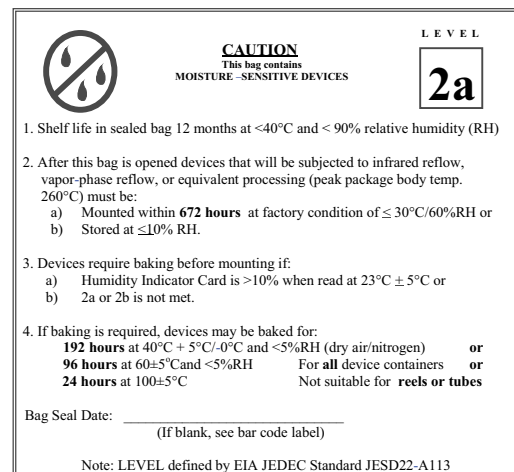 LEVEL
CAUTION
This bag contains
MOISTURE –SENSITIVE DEVICES
2a
1. Shelf life in sealed bag 12 months at <40°C and < 90% relative humidity (RH)
2. After this bag is opened devices that will be subjected to infrared reflow,
vapor-phase reflow, or equivalent processing (peak package body temp.
260°C) must be:
a) Mounted within 672 hours at factory condition of ≤ 30°C/60%RH or
b) Stored at ≤10% RH.
3. Devices require baking before mounting if:
a) Humidity Indicator Card is >10% when read at 23°C ± 5°C or
b) 2a or 2b is not met.
4. If baking is required, devices may be baked for:
192 hours at 40°C + 5°C/-0°C and <5%RH (dry air/nitrogen) or
96 hours at 60±5°Cand <5%RH For all device containers or
24 hours at 100±5°C Not suitable for reels or tubes
Bag Seal Date: ______________________________
(If blank, see bar code label)
Note: LEVEL defined by EIA JEDEC Standard JESD22-A113